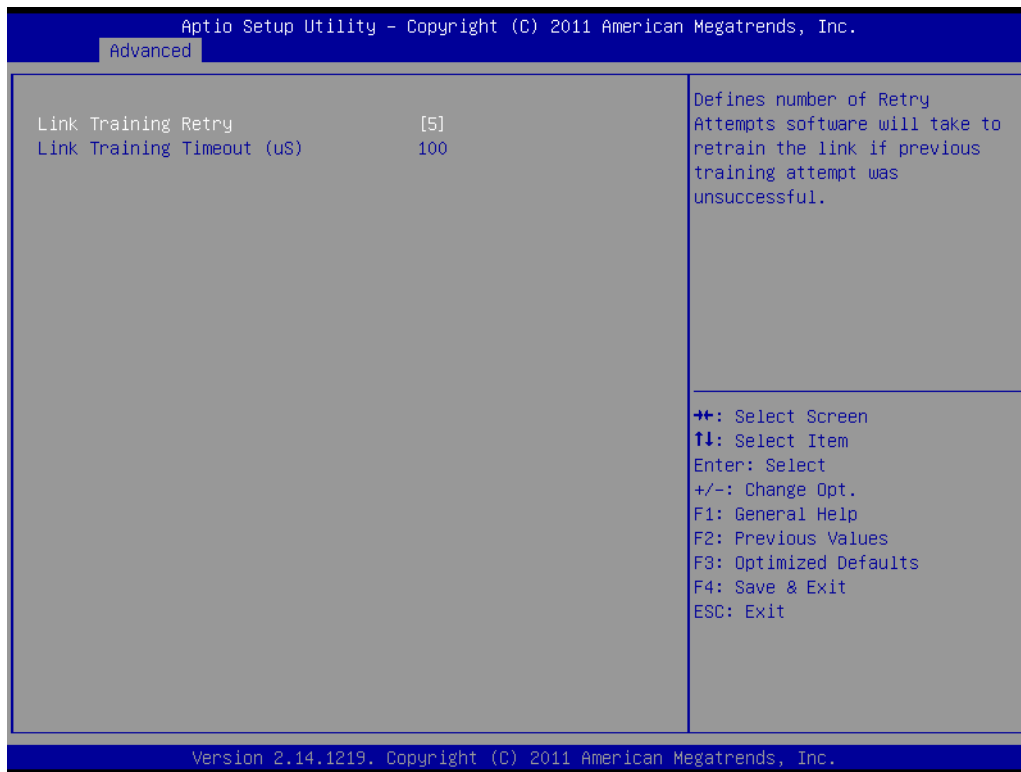 Aptio Setup Utility – Copyright (C) 2011 American Megatrends, Inc.
Advanced
Link Training Retry [5]
Link Training Timeout (uS) 100
Defines number of Retry
Attempts software will take to
retrain the link if previous
training attempt was
unsuccessful.
→←: Select Screen
↑↓: Select Item
Enter: Select
+/-: Change Opt.
F1: General Help
F2: Previous Values
F3: Optimized Defaults
F4: Save & Exit
ESC: Exit
Version 2.14.1219. Copyright (C) 2011 American Megatrends, Inc.